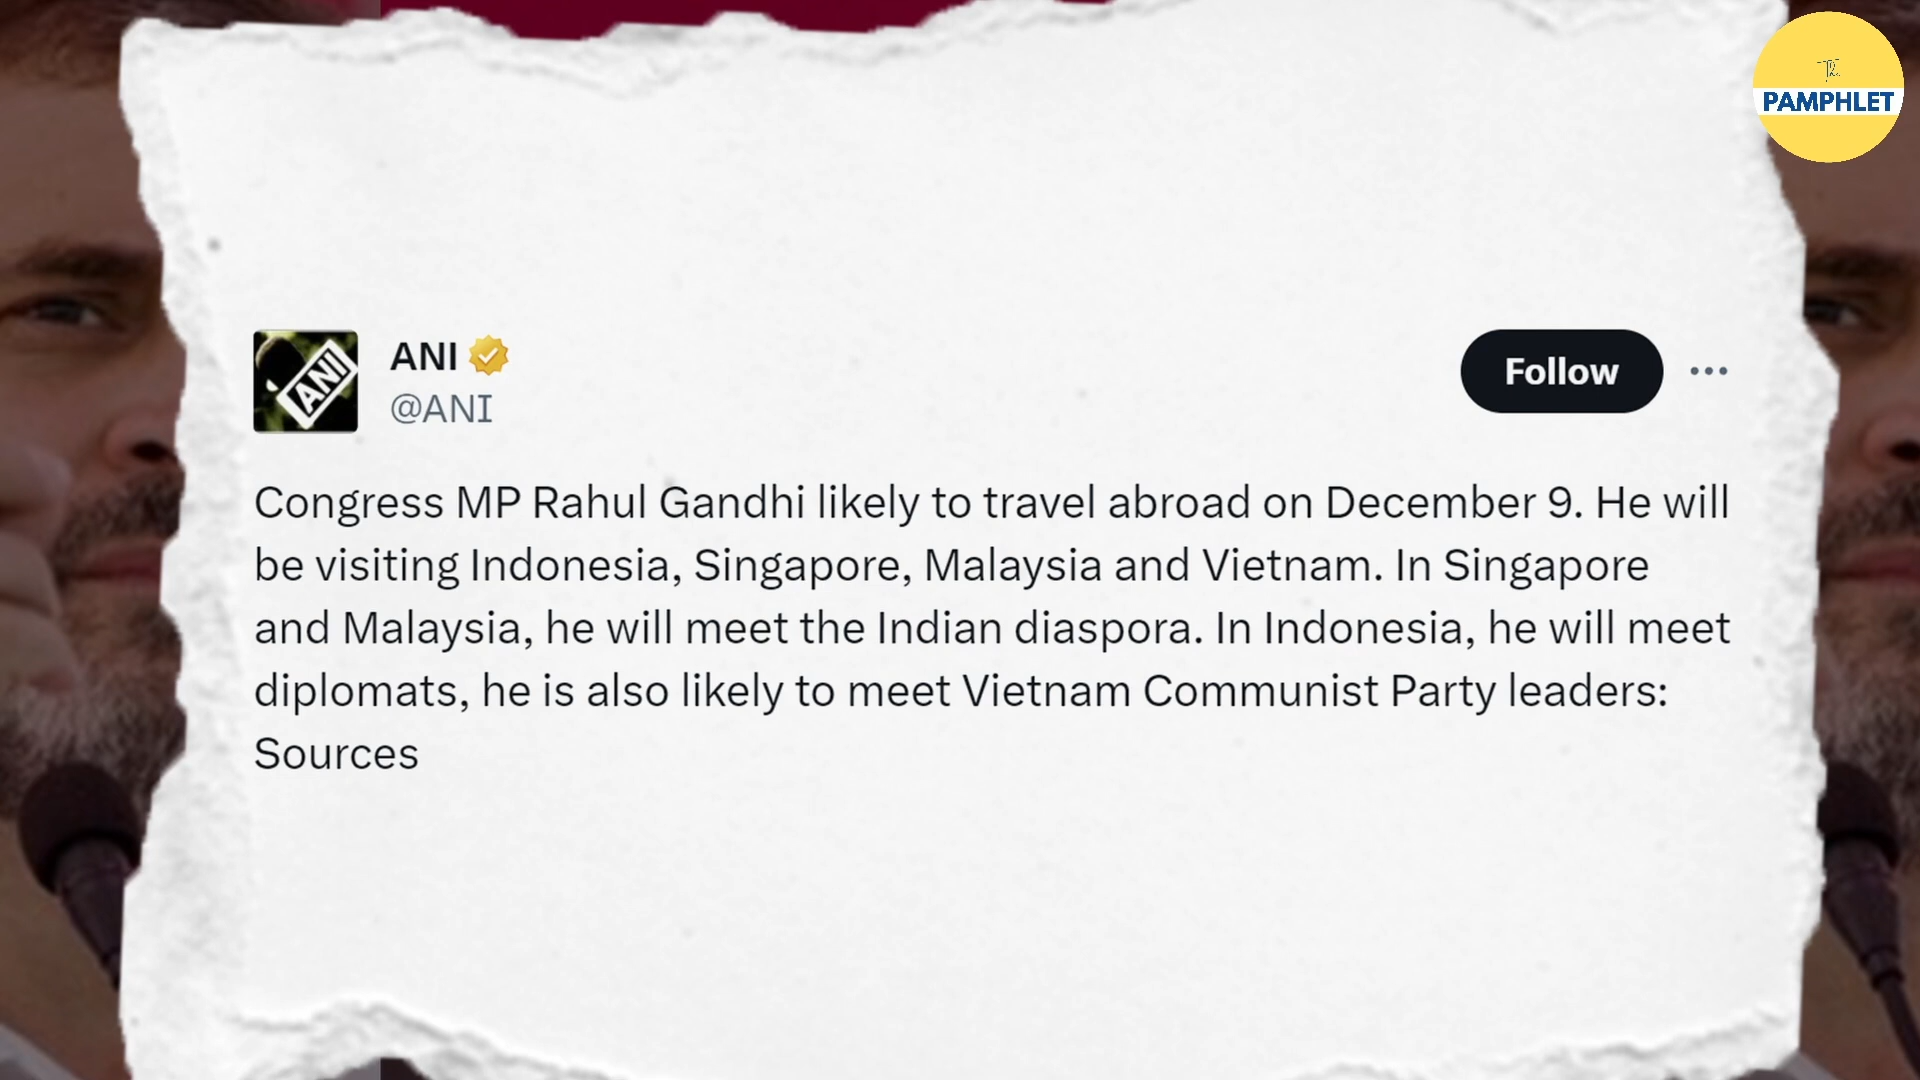 The
PAMPHLET
ANI
ANI
@ANI
Follow
Congress MP Rahul Gandhi likely to travel abroad on December 9. He will
be visiting Indonesia, Singapore, Malaysia and Vietnam. In Singapore
and Malaysia, he will meet the Indian diaspora. In Indonesia, he will meet
diplomats, he is also likely to meet Vietnam Communist Party leaders:
Sources